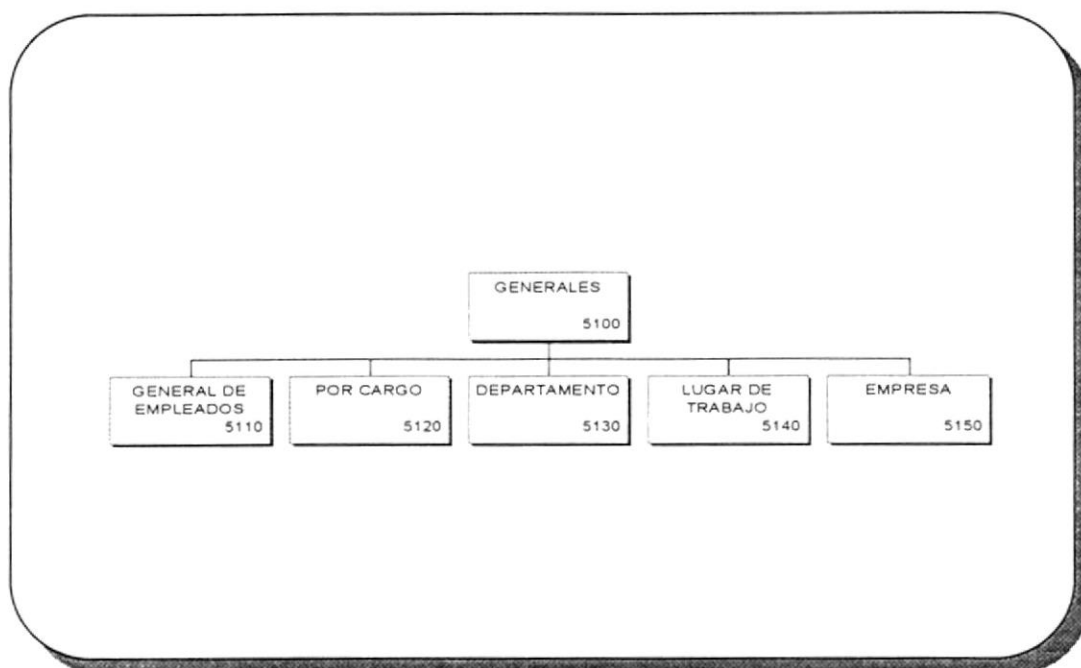 GENERALES
5100
GENERAL DE
EMPLEADOS
5110
POR CARGO
5120
DEPARTAMENTO
5130
LUGAR DE
TRABAJO
5140
EMPRESA
5150